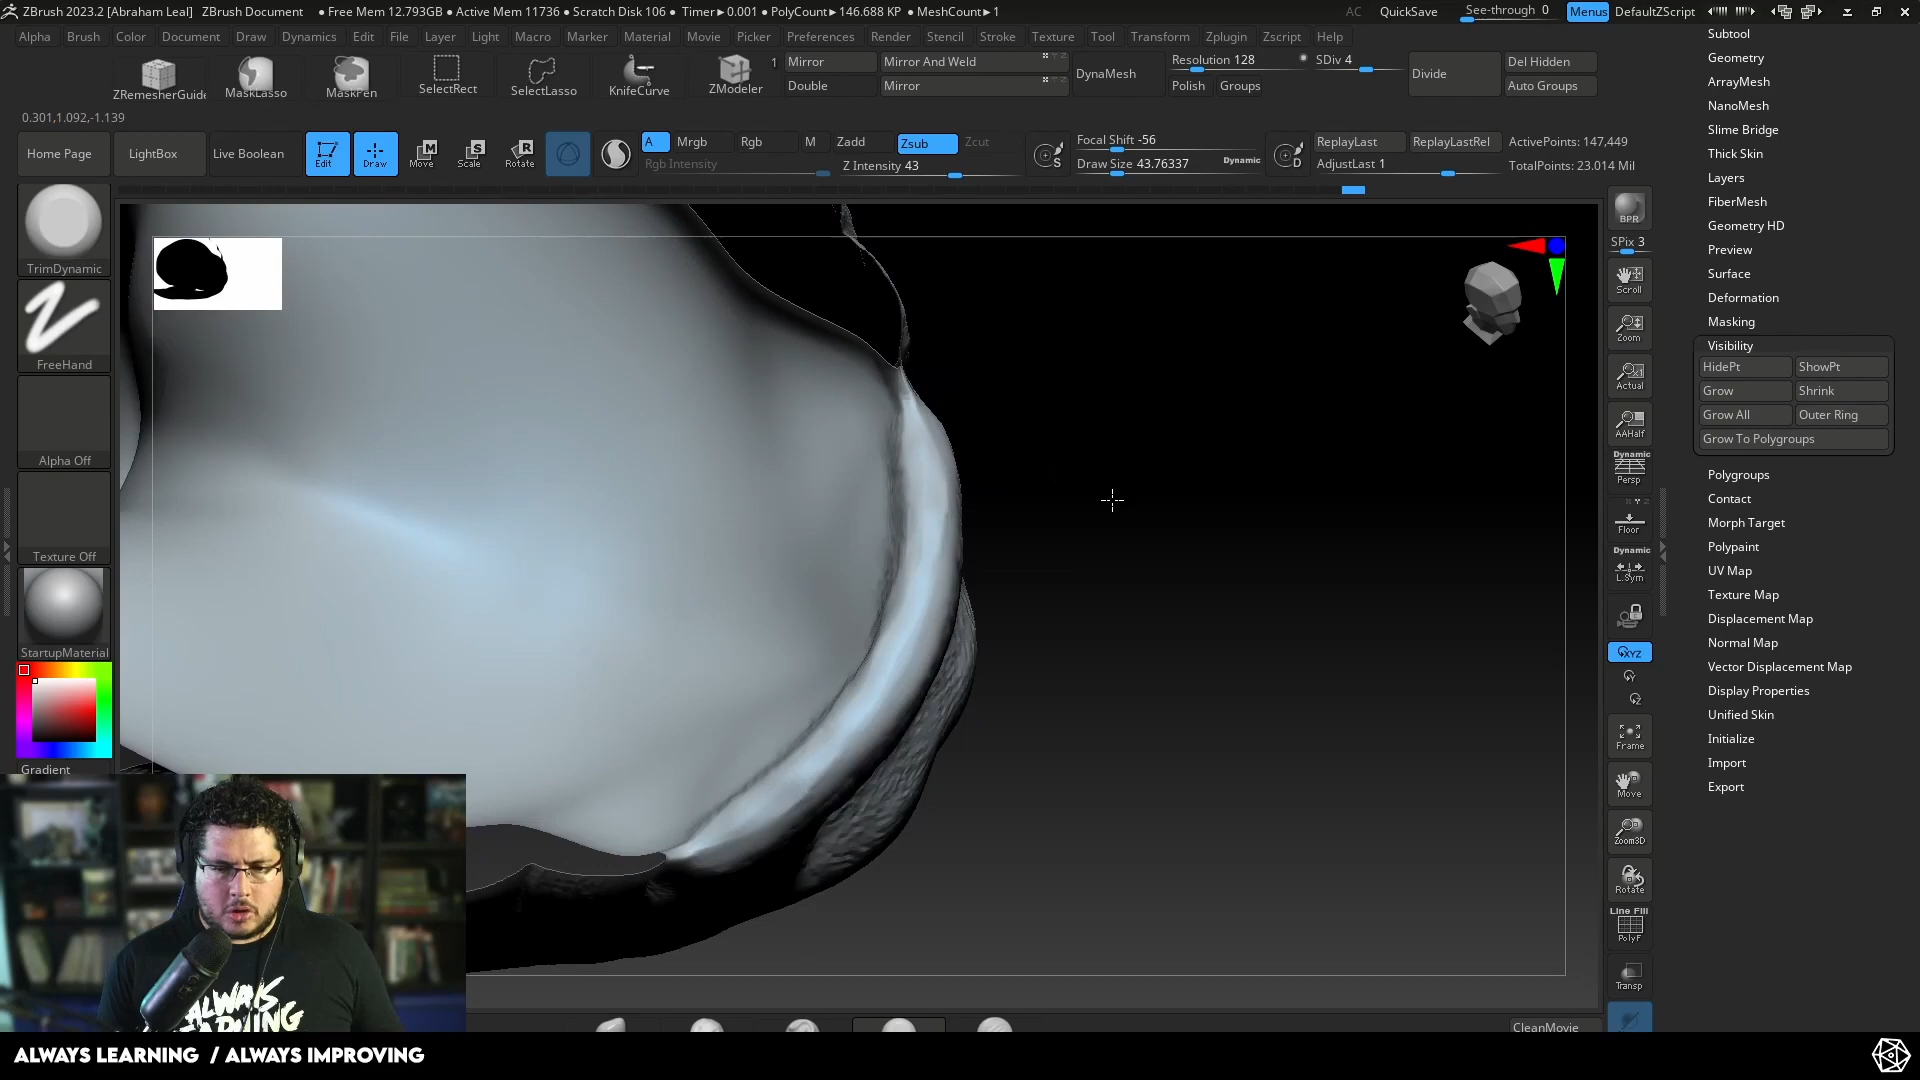 ZBrush 2023.2 [Abraham Leal] ZBrush Document ● Free Mem 12.793GB ● Active Mem 11736 ● Scratch Disk 106 ● Timer►0.001 ● PolyCount►146.688 KP ● MeshCount►1 AC QuickSave See-through 0 Menus DefaultZScript
Alpha Brush Color Document Draw Dynamics Edit File Layer Light Macro Marker Material Movie Picker Preferences Render Stencil Stroke Texture Tool Transform Zplugin Zscript Help
ZRemesherGuide MaskLasso MaskPen SelectRect SelectLasso KnifeCurve ZModeler 1
Mirror Mirror And Weld
Double Mirror
DynaMesh Resolution 128
Polish Groups
SDiv 4
Divide
Del Hidden
Auto Groups
0.301,1.092,-1.139
Home Page LightBox Live Boolean Edit Draw Move Scale Rotate
A Mrgb Rgb M Zadd Zsub Zcut
Rgb Intensity Z Intensity 43
S Focal Shift -56
Draw Size 43.76337 Dynamic
D ReplayLast ReplayLastRel ActivePoints: 147,449
AdjustLast 1 TotalPoints: 23.014 Mil
TrimDynamic
FreeHand
Alpha Off
Texture Off
StartupMaterial
Gradient
BPR
SPix 3
Scroll
Zoom
Actual
AAHalf
Dynamic
Persp
Floor
Dynamic
L.Sym
XYZ
Frame
Move
Zoom3D
Rotate
Line Fill
PolyF
Transp
Subtool
Geometry
ArrayMesh
NanoMesh
Slime Bridge
Thick Skin
Layers
FiberMesh
Geometry HD
Preview
Surface
Deformation
Masking
Visibility
HidePt ShowPt
Grow Shrink
Grow All Outer Ring
Grow To Polygroups
Polygroups
Contact
Morph Target
Polypaint
UV Map
Texture Map
Displacement Map
Normal Map
Vector Displacement Map
Display Properties
Unified Skin
Initialize
Import
Export
CleanMovie
ALWAYS
LEARNING
ALWAYS LEARNING / ALWAYS IMPROVING